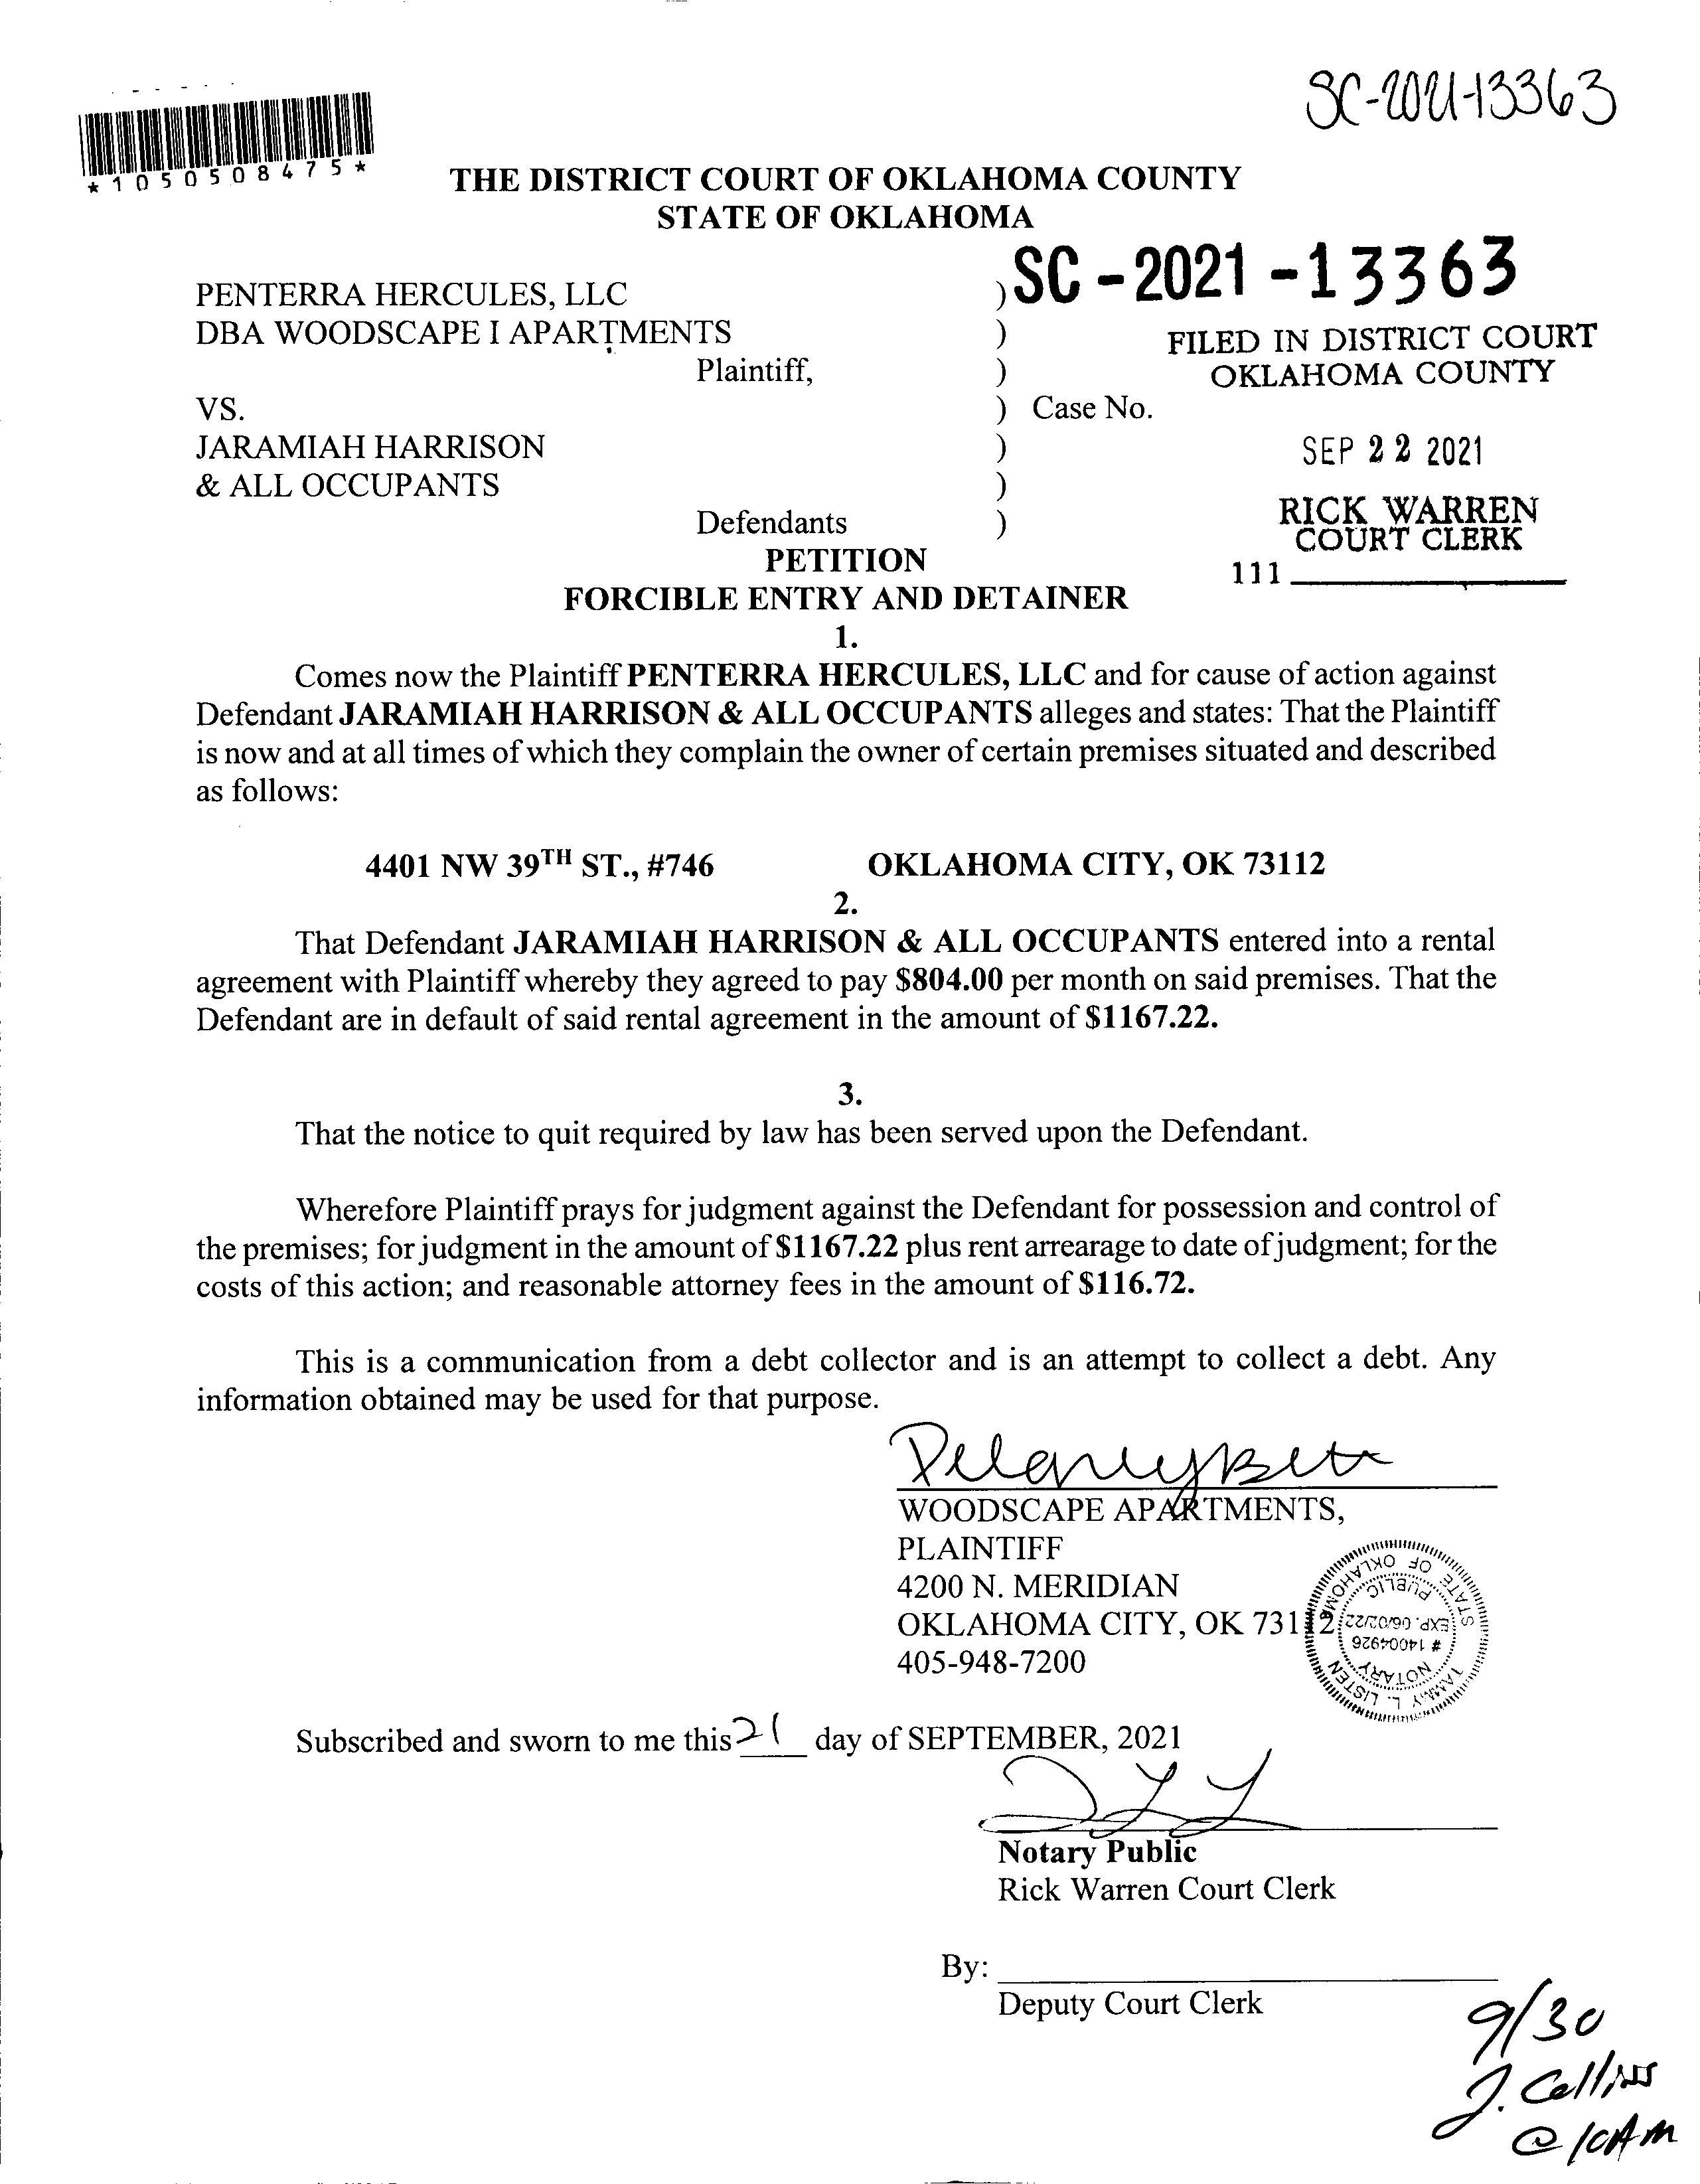 SC-2021-13363
*1050508475*
THE DISTRICT COURT OF OKLAHOMA COUNTY
STATE OF OKLAHOMA
PENTERRA HERCULES, LLC ) SC-2021-13363
DBA WOODSCAPE I APARTMENTS )
FILED IN DISTRICT COURT
Plaintiff, )
OKLAHOMA COUNTY
VS. ) Case No.
JARAMIAH HARRISON )
SEP 22 2021
& ALL OCCUPANTS )
RICK WARREN
Defendants )
COURT CLERK
PETITION
111
FORCIBLE ENTRY AND DETAINER
1.
Comes now the Plaintiff PENTERRA HERCULES, LLC and for cause of action against
Defendant JARAMIAH HARRISON & ALL OCCUPANTS alleges and states: That the Plaintiff
is now and at all times of which they complain the owner of certain premises situated and described
as follows:
4401 NW 39TH ST., #746 OKLAHOMA CITY, OK 73112
2.
That Defendant JARAMIAH HARRISON & ALL OCCUPANTS entered into a rental
agreement with Plaintiff whereby they agreed to pay $804.00 per month on said premises. That the
Defendant are in default of said rental agreement in the amount of $1167.22.
3.
That the notice to quit required by law has been served upon the Defendant.
Wherefore Plaintiff prays for judgment against the Defendant for possession and control of
the premises; for judgment in the amount of $1167.22 plus rent arrearage to date of judgment; for the
costs of this action; and reasonable attorney fees in the amount of $116.72.
This is a communication from a debt collector and is an attempt to collect a debt. Any
information obtained may be used for that purpose.
WOODSCAPE APARTMENTS,
PLAINTIFF
4200 N. MERIDIAN
OKLAHOMA CITY, OK 73112
405-948-7200
TAMMY L. LISTEN
NOTARY
# 14004926
EXP. 06/02/22
PUBLIC
STATE OF OKLAHOMA
Subscribed and sworn to me this 21 day of SEPTEMBER, 2021
Notary Public
Rick Warren Court Clerk
By:
Deputy Court Clerk
9/30
J. Collins
@ 10AM